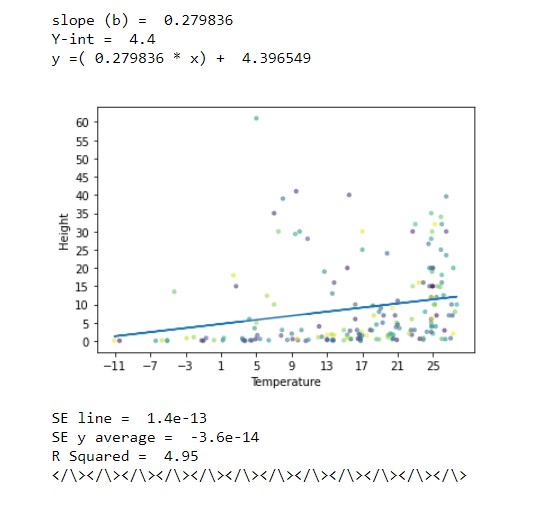 slope (b) =  0.279836
Y-int =  4.4
y =( 0.279836 * x) +  4.396549
60
55
50
45
40
35
30
25
20
15
10
5
0
Height
−11 −7 −3 1 5 9 13 17 21 25
Temperature
SE line =  1.4e-13
SE y average =  -3.6e-14
R Squared =  4.95
</\></\></\></\></\></\></\></\></\></\></\></\>